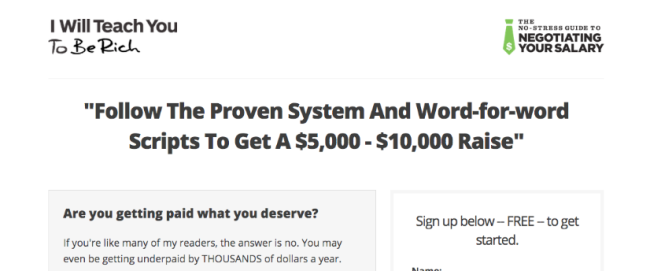 I Will Teach You
To Be Rich
THE
NO-STRESS GUIDE TO
NEGOTIATING
YOUR SALARY
$
"Follow The Proven System And Word-for-word
Scripts To Get A $5,000 - $10,000 Raise"
Are you getting paid what you deserve?
If you're like many of my readers, the answer is no. You may
even be getting underpaid by THOUSANDS of dollars a year.
Sign up below -- FREE -- to get
started.
Name: